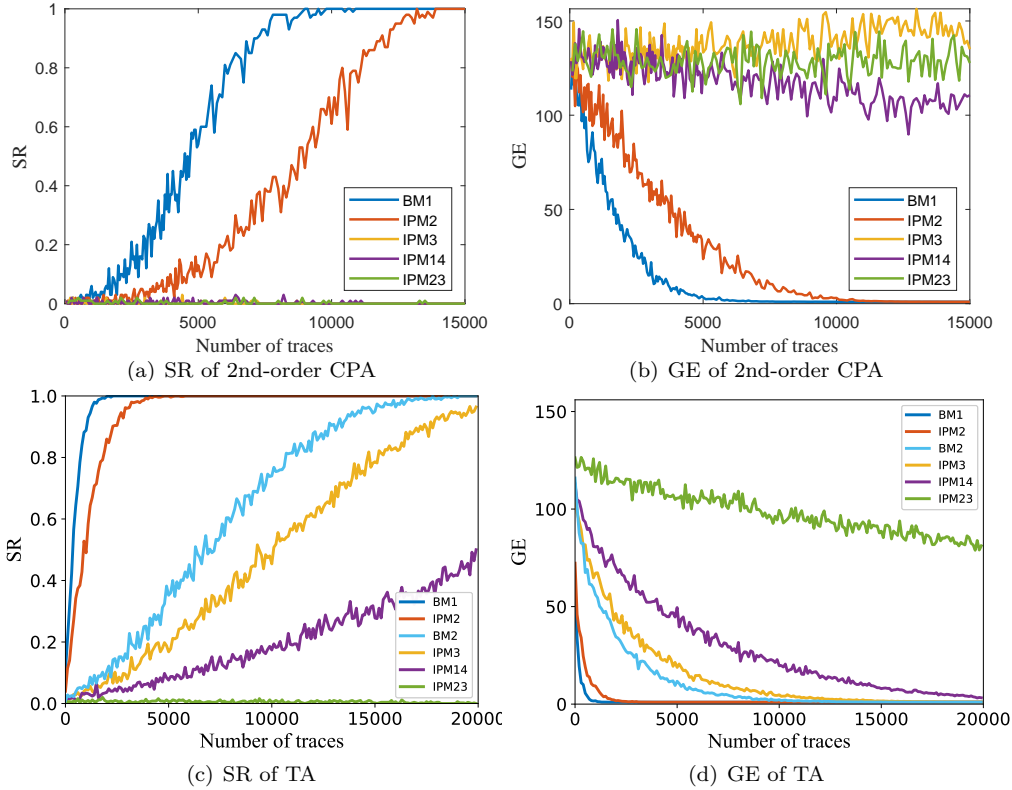 1
0.8
0.6
0.4
0.2
0
SR
0 5000 10000 15000
Number of traces
BM1
IPM2
IPM3
IPM14
IPM23
(a) SR of 2nd-order CPA
150
100
50
0
GE
0 5000 10000 15000
Number of traces
BM1
IPM2
IPM3
IPM14
IPM23
(b) GE of 2nd-order CPA
1.0
0.8
0.6
0.4
0.2
0.0
SR
0 5000 10000 15000 20000
Number of traces
BM1
IPM2
BM2
IPM3
IPM14
IPM23
(c) SR of TA
150
100
50
0
GE
0 5000 10000 15000 20000
Number of traces
BM1
IPM2
BM2
IPM3
IPM14
IPM23
(d) GE of TA